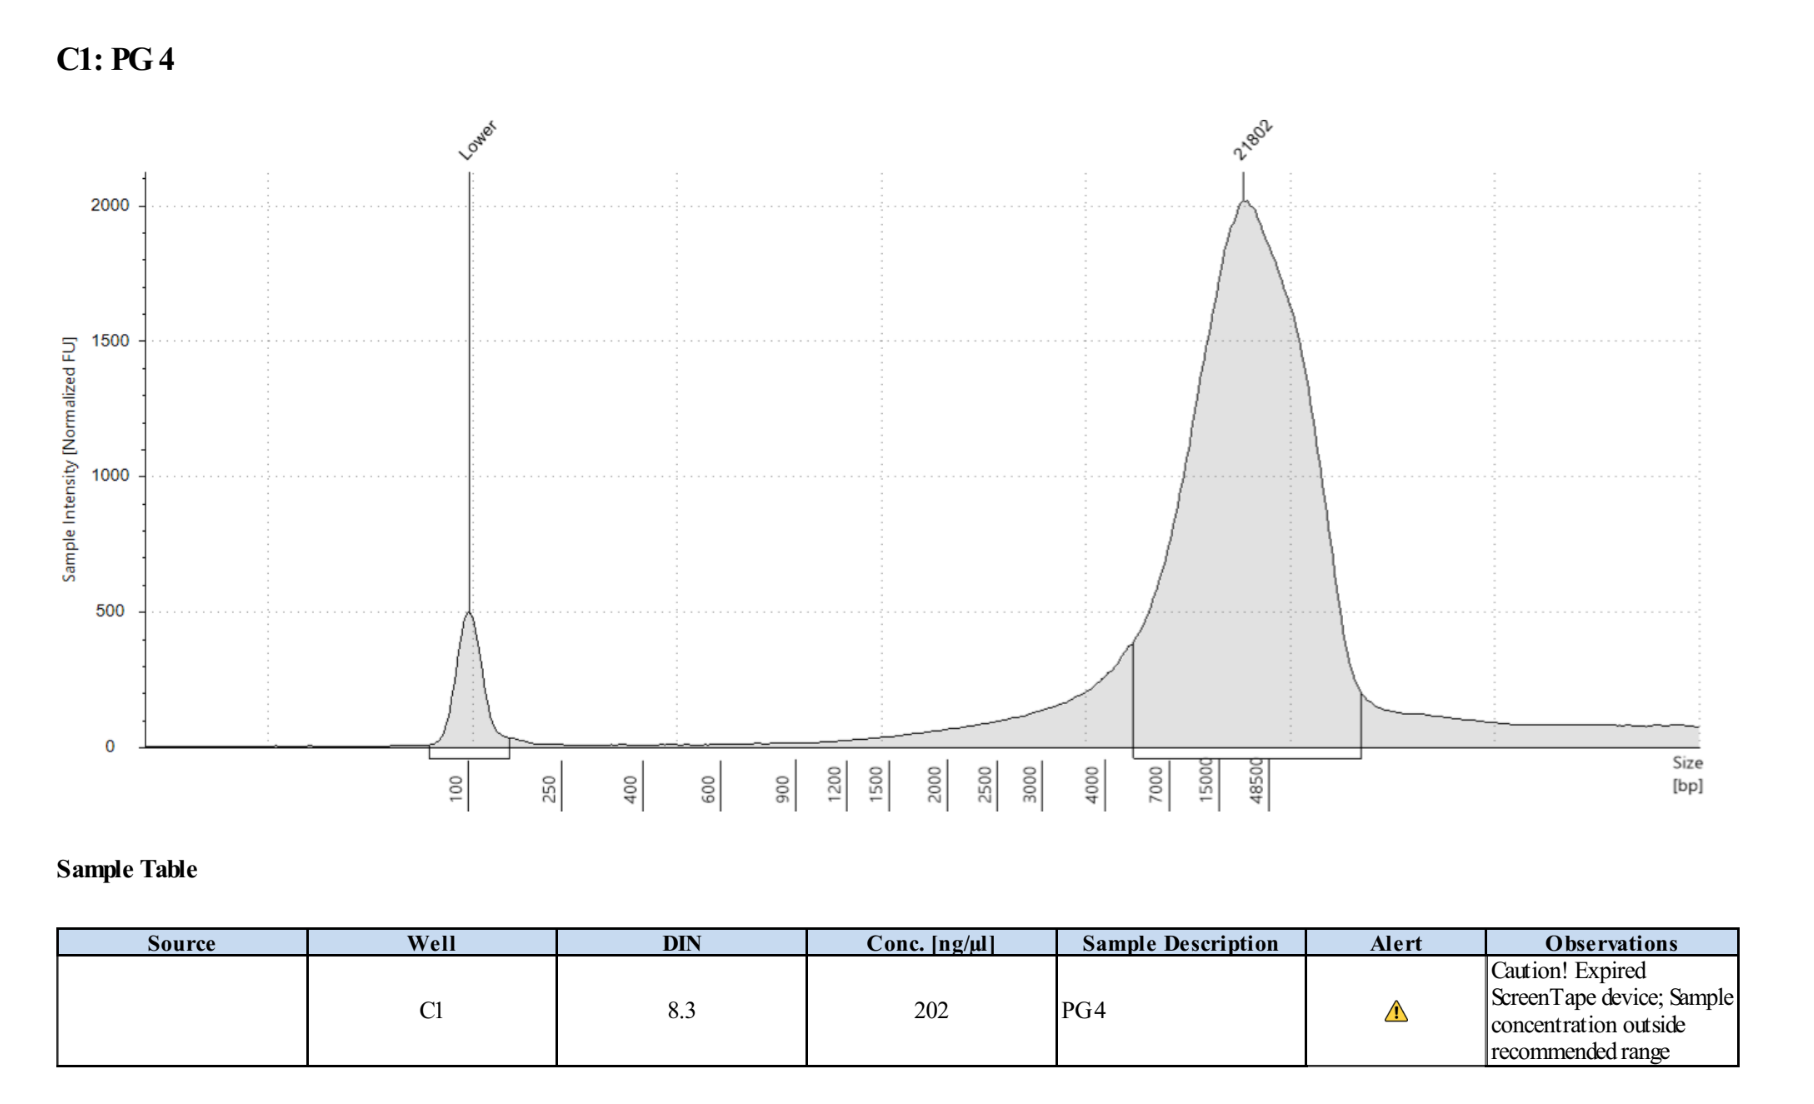 C1: PG 4
Lower
21802
Sample Intensity [Normalized FU]
2000
1500
1000
500
0
100
250
400
600
900
1200
1500
2000
2500
3000
4000
7000
15000
48500
Size
[bp]
Sample Table
Source Well DIN Conc. [ng/µl] Sample Description Alert Observations
C1 8.3 202 PG4 Caution! Expired
ScreenTape device; Sample
concentration outside
recommended range